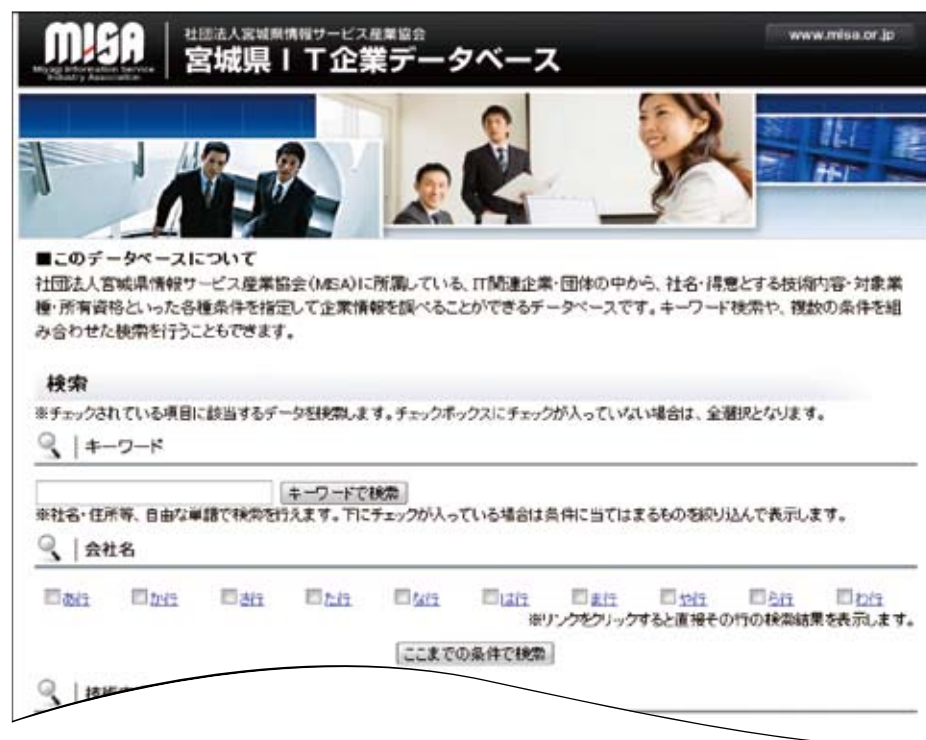 MISA
Miyagi Information Service
Industry Association
社団法人宮城県情報サービス産業協会
宮城県ＩＴ企業データベース
www.misa.or.jp
■このデータベースについて
社団法人宮城県情報サービス産業協会(MISA)に所属している、IT関連企業・団体の中から、社名・得意とする技術内容・対象業
種・所有資格といった各種条件を指定して企業情報を調べることができるデータベースです。キーワード検索や、複数の条件を組
み合わせた検索を行うこともできます。
検索
※チェックされている項目に該当するデータを検索します。チェックボックスにチェックが入っていない場合は、全選択となります。
キーワード
キーワードで検索
※社名・住所等、自由な単語で検索を行えます。下にチェックが入っている場合は条件に当てはまるものを絞り込んで表示します。
会社名
あ行 か行 さ行 た行 な行 は行 ま行 や行 ら行 わ行
※リンクをクリックすると直接その行の検索結果を表示します。
ここまでの条件で検索
技術